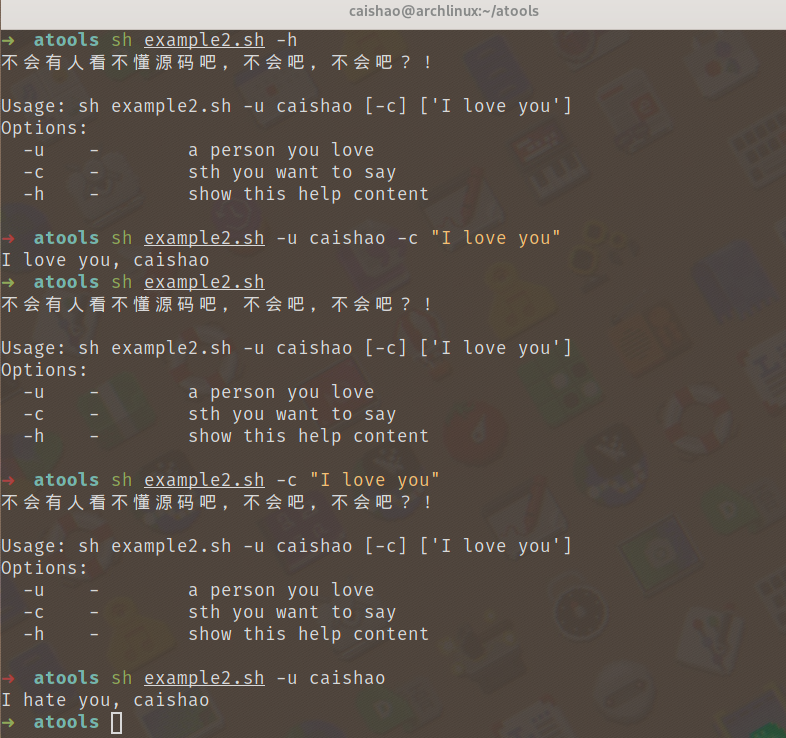 caishao@archlinux:~/atools
➜  atools sh example2.sh -h
不会有人看不懂源码吧，不会吧，不会吧？！
Usage: sh example2.sh -u caishao [-c] ['I love you']
Options:
  -u    -        a person you love
  -c    -        sth you want to say
  -h    -        show this help content
➜  atools sh example2.sh -u caishao -c "I love you"
I love you, caishao
➜  atools sh example2.sh
不会有人看不懂源码吧，不会吧，不会吧？！
Usage: sh example2.sh -u caishao [-c] ['I love you']
Options:
  -u    -        a person you love
  -c    -        sth you want to say
  -h    -        show this help content
➜  atools sh example2.sh -c "I love you"
不会有人看不懂源码吧，不会吧，不会吧？！
Usage: sh example2.sh -u caishao [-c] ['I love you']
Options:
  -u    -        a person you love
  -c    -        sth you want to say
  -h    -        show this help content
➜  atools sh example2.sh -u caishao
I hate you, caishao
➜  atools